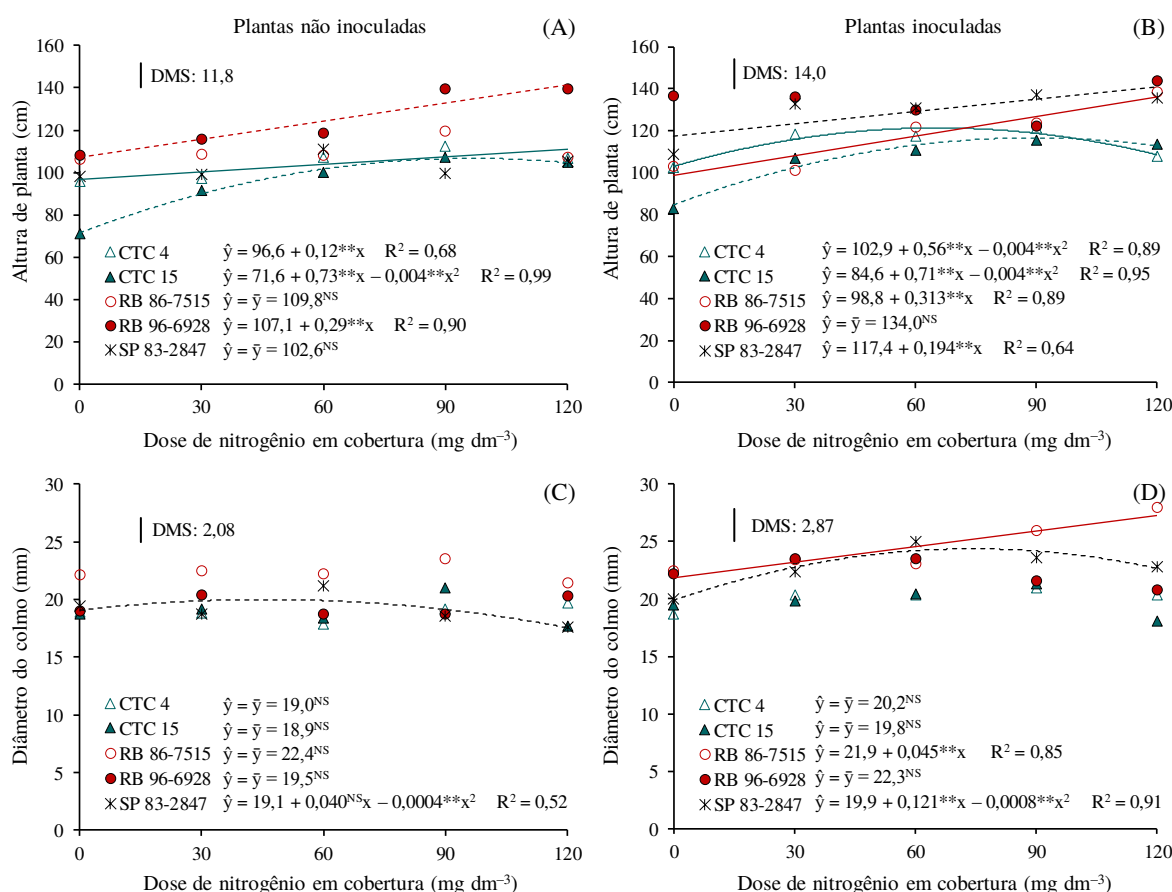 Plantas não inoculadas
(A)
160
140
120
100
80
60
40
20
0
Altura de planta (cm)
DMS: 11,8
CTC 4 ŷ = 96,6 + 0,12**x R² = 0,68
CTC 15 ŷ = 71,6 + 0,73**x – 0,004**x² R² = 0,99
RB 86-7515 ŷ = ȳ = 109,8ᴺˢ
RB 96-6928 ŷ = 107,1 + 0,29**x R² = 0,90
SP 83-2847 ŷ = ȳ = 102,6ᴺˢ
0 30 60 90 120
Dose de nitrogênio em cobertura (mg dm⁻³)
Plantas inoculadas
(B)
160
140
120
100
80
60
40
20
0
Altura de planta (cm)
DMS: 14,0
CTC 4 ŷ = 102,9 + 0,56**x – 0,004**x² R² = 0,89
CTC 15 ŷ = 84,6 + 0,71**x – 0,004**x² R² = 0,95
RB 86-7515 ŷ = 98,8 + 0,313**x R² = 0,89
RB 96-6928 ŷ = ȳ = 134,0ᴺˢ
SP 83-2847 ŷ = 117,4 + 0,194**x R² = 0,64
0 30 60 90 120
Dose de nitrogênio em cobertura (mg dm⁻³)
(C)
30
25
20
15
10
5
0
Diâmetro do colmo (mm)
DMS: 2,08
CTC 4 ŷ = ȳ = 19,0ᴺˢ
CTC 15 ŷ = ȳ = 18,9ᴺˢ
RB 86-7515 ŷ = ȳ = 22,4ᴺˢ
RB 96-6928 ŷ = ȳ = 19,5ᴺˢ
SP 83-2847 ŷ = 19,1 + 0,040ᴺˢx – 0,0004**x² R² = 0,52
0 30 60 90 120
Dose de nitrogênio em cobertura (mg dm⁻³)
(D)
30
25
20
15
10
5
0
Diâmetro do colmo (mm)
DMS: 2,87
CTC 4 ŷ = ȳ = 20,2ᴺˢ
CTC 15 ŷ = ȳ = 19,8ᴺˢ
RB 86-7515 ŷ = 21,9 + 0,045**x R² = 0,85
RB 96-6928 ŷ = ȳ = 22,3ᴺˢ
SP 83-2847 ŷ = 19,9 + 0,121**x – 0,0008**x² R² = 0,91
0 30 60 90 120
Dose de nitrogênio em cobertura (mg dm⁻³)